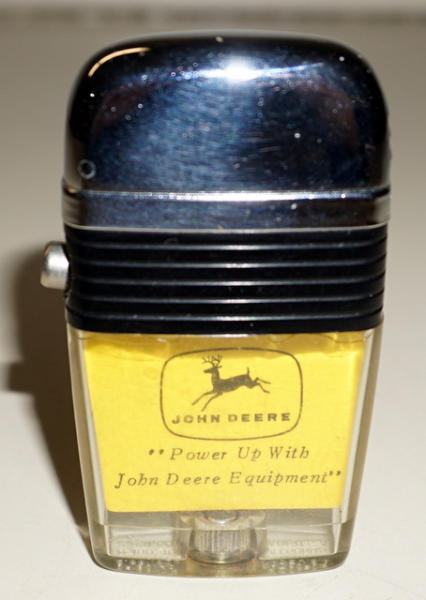 JOHN DEERE
"Power Up With
John Deere Equipment"